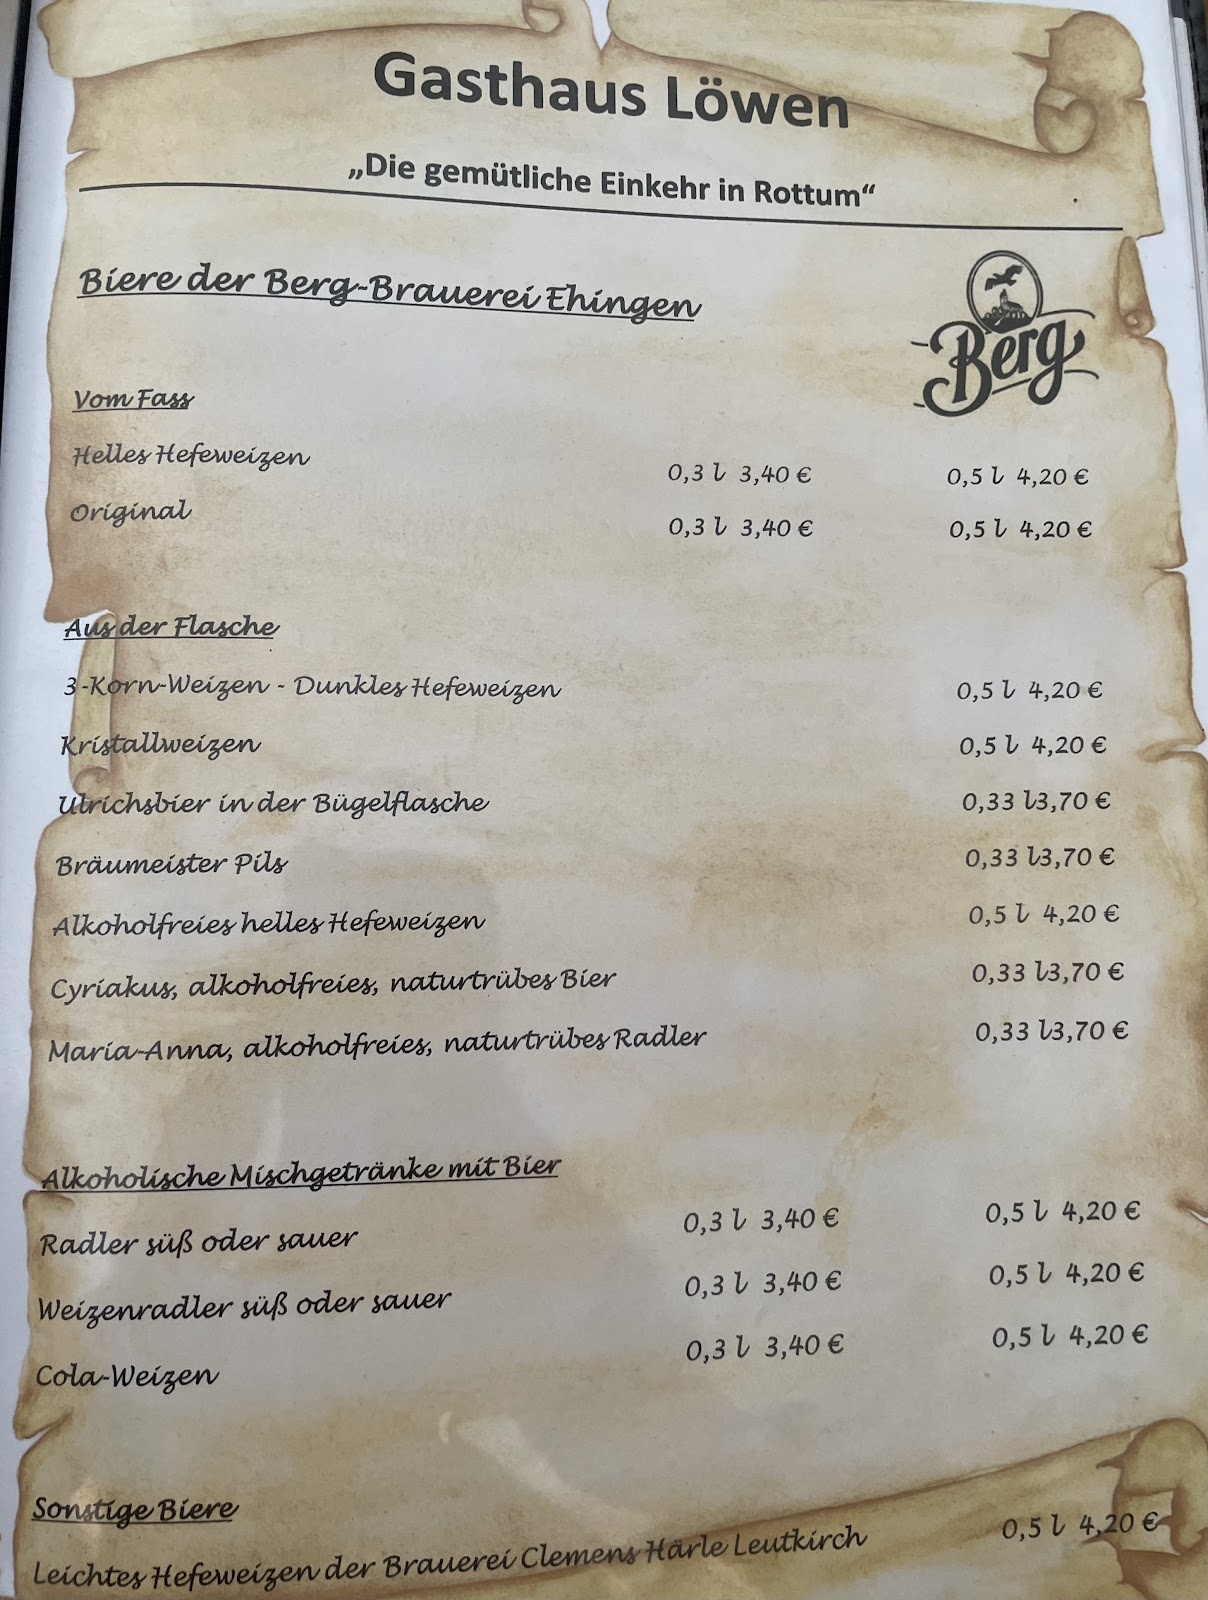 Gasthaus Löwen
„Die gemütliche Einkehr in Rottum“
Biere der Berg-Brauerei Ehingen
Berg
Vom Fass
Helles Hefeweizen 0,3 l 3,40 € 0,5 l 4,20 €
Original 0,3 l 3,40 € 0,5 l 4,20 €
Aus der Flasche
3-Korn-Weizen - Dunkles Hefeweizen 0,5 l 4,20 €
Kristallweizen 0,5 l 4,20 €
Ulrichsbier in der Bügelflasche 0,33 l3,70 €
Bräumeister Pils 0,33 l3,70 €
Alkoholfreies helles Hefeweizen 0,5 l 4,20 €
Cyriakus, alkoholfreies, naturtrübes Bier 0,33 l3,70 €
Maria-Anna, alkoholfreies, naturtrübes Radler 0,33 l3,70 €
Alkoholische Mischgetränke mit Bier
Radler süß oder sauer 0,3 l 3,40 € 0,5 l 4,20 €
Weizenradler süß oder sauer 0,3 l 3,40 € 0,5 l 4,20 €
Cola-Weizen 0,3 l 3,40 € 0,5 l 4,20 €
Sonstige Biere
Leichtes Hefeweizen der Brauerei Clemens Härle Leutkirch 0,5 l 4,20 €